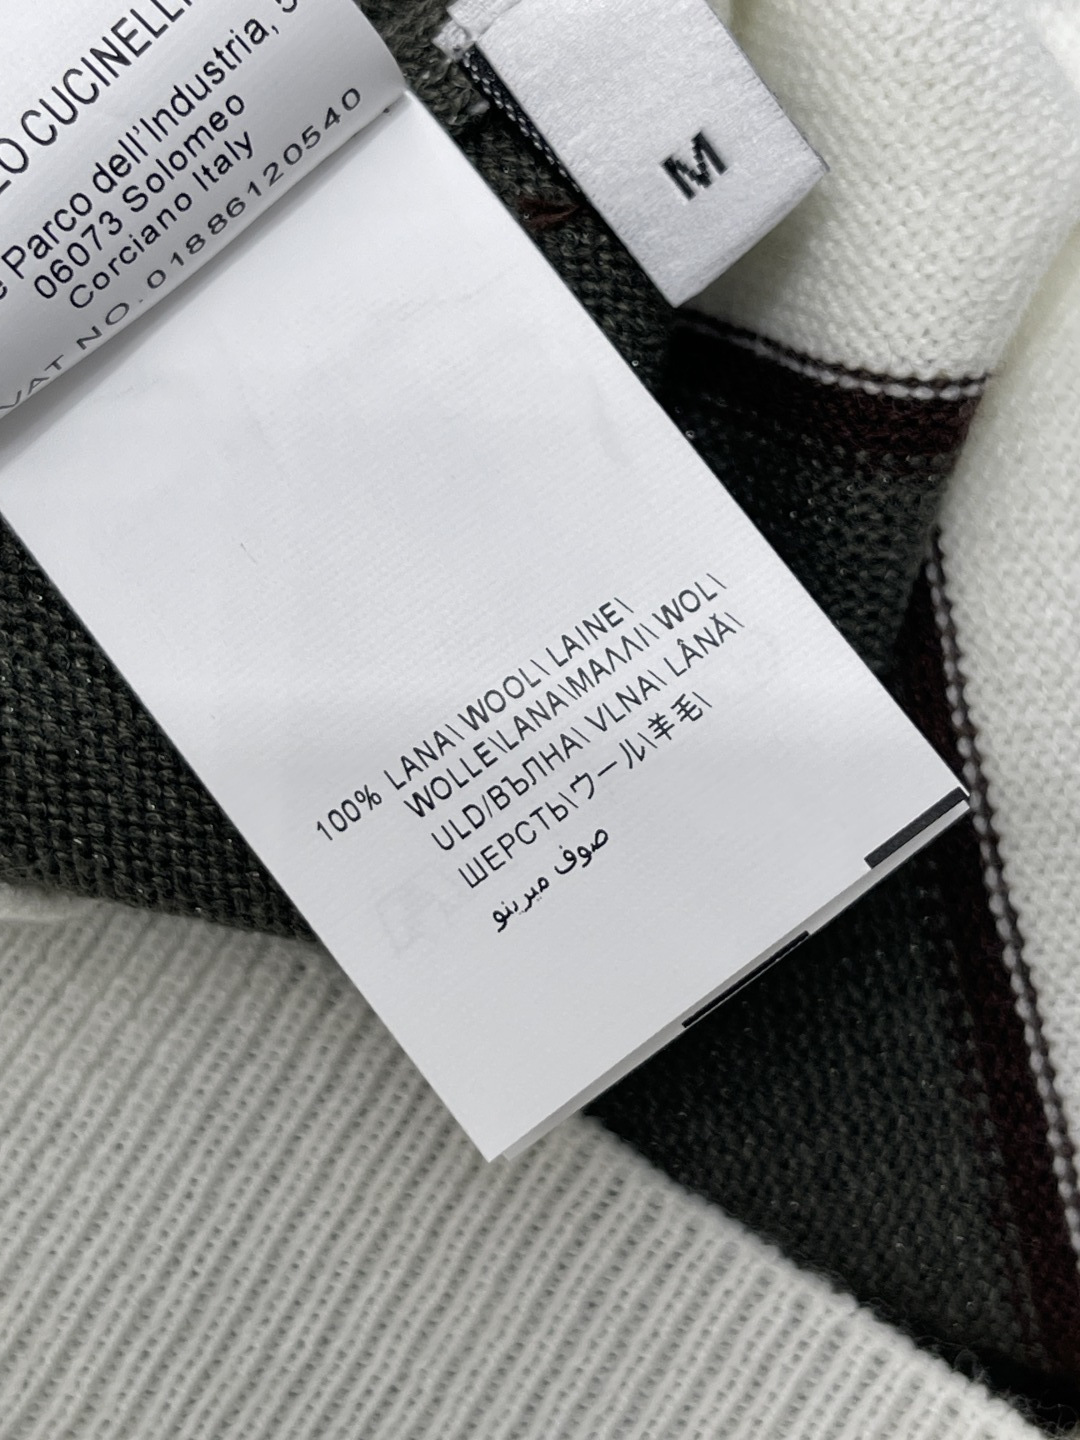 O CUCINELLI
Parco dell'Industria, 5
06073 Solomeo
Corciano Italy
VAT NO.01886120540
M
100% LANA\ WOOL\ LAINE\
WOLLE\LANA\ΜΑΛΛΙ\ WOL\
ULD/ВЪЛНА\ VLNA\ LÂNĂ\
ШЕРСТЬ\ウール\羊毛\
صوف ميرينو